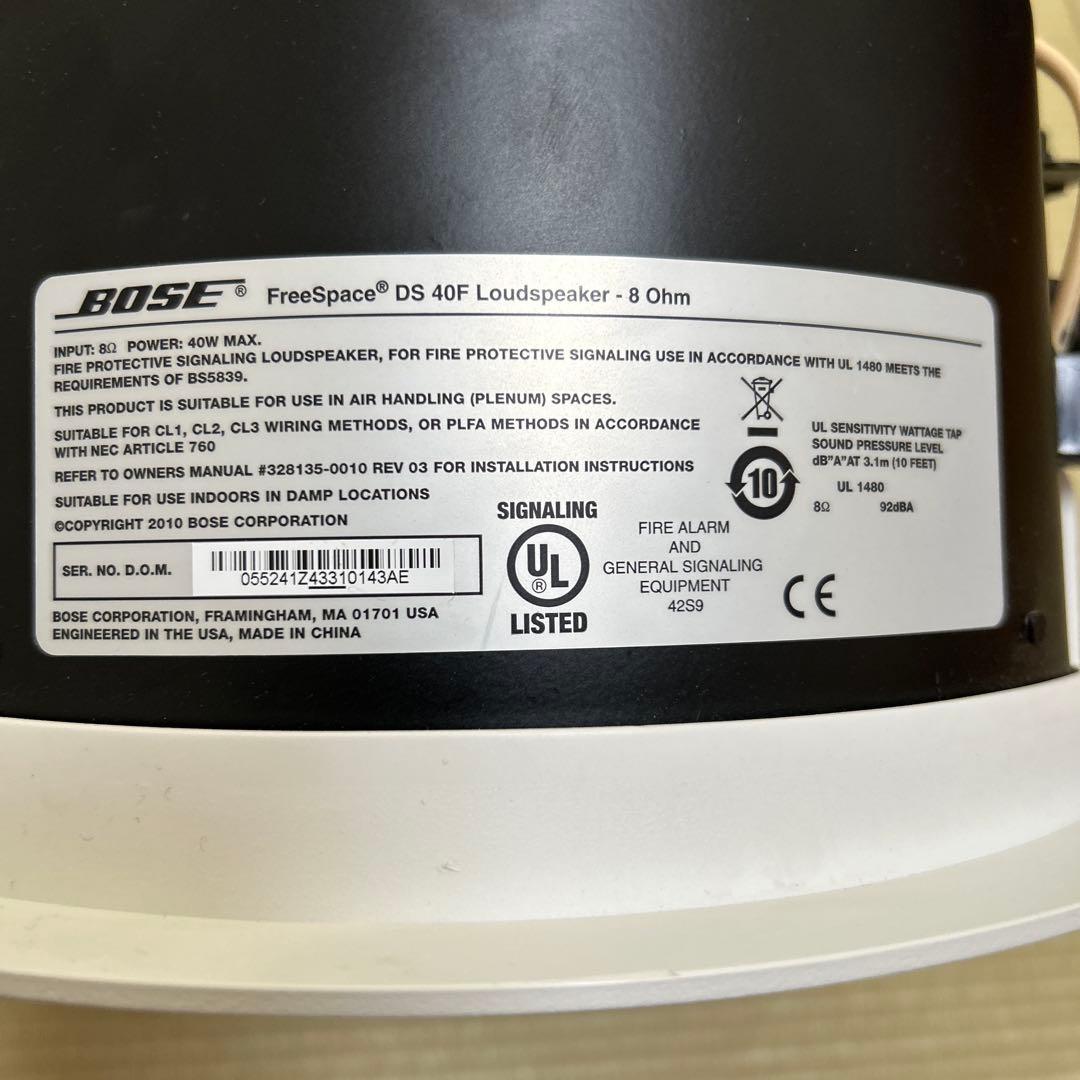 BOSE® FreeSpace® DS 40F Loudspeaker - 8 Ohm
INPUT: 8Ω POWER: 40W MAX.
FIRE PROTECTIVE SIGNALING LOUDSPEAKER, FOR FIRE PROTECTIVE SIGNALING USE IN ACCORDANCE WITH UL 1480 MEETS THE
REQUIREMENTS OF BS5839.
THIS PRODUCT IS SUITABLE FOR USE IN AIR HANDLING (PLENUM) SPACES.
SUITABLE FOR CL1, CL2, CL3 WIRING METHODS, OR PLFA METHODS IN ACCORDANCE
WITH NEC ARTICLE 760
REFER TO OWNERS MANUAL #328135-0010 REV 03 FOR INSTALLATION INSTRUCTIONS
SUITABLE FOR USE INDOORS IN DAMP LOCATIONS
©COPYRIGHT 2010 BOSE CORPORATION
SER. NO. D.O.M.
055241Z43310143AE
BOSE CORPORATION, FRAMINGHAM, MA 01701 USA
ENGINEERED IN THE USA, MADE IN CHINA
SIGNALING
UL®
LISTED
FIRE ALARM
AND
GENERAL SIGNALING
EQUIPMENT
42S9
10
UL SENSITIVITY WATTAGE TAP
SOUND PRESSURE LEVEL
dB"A"AT 3.1m (10 FEET)
UL 1480
8Ω 92dBA
CE